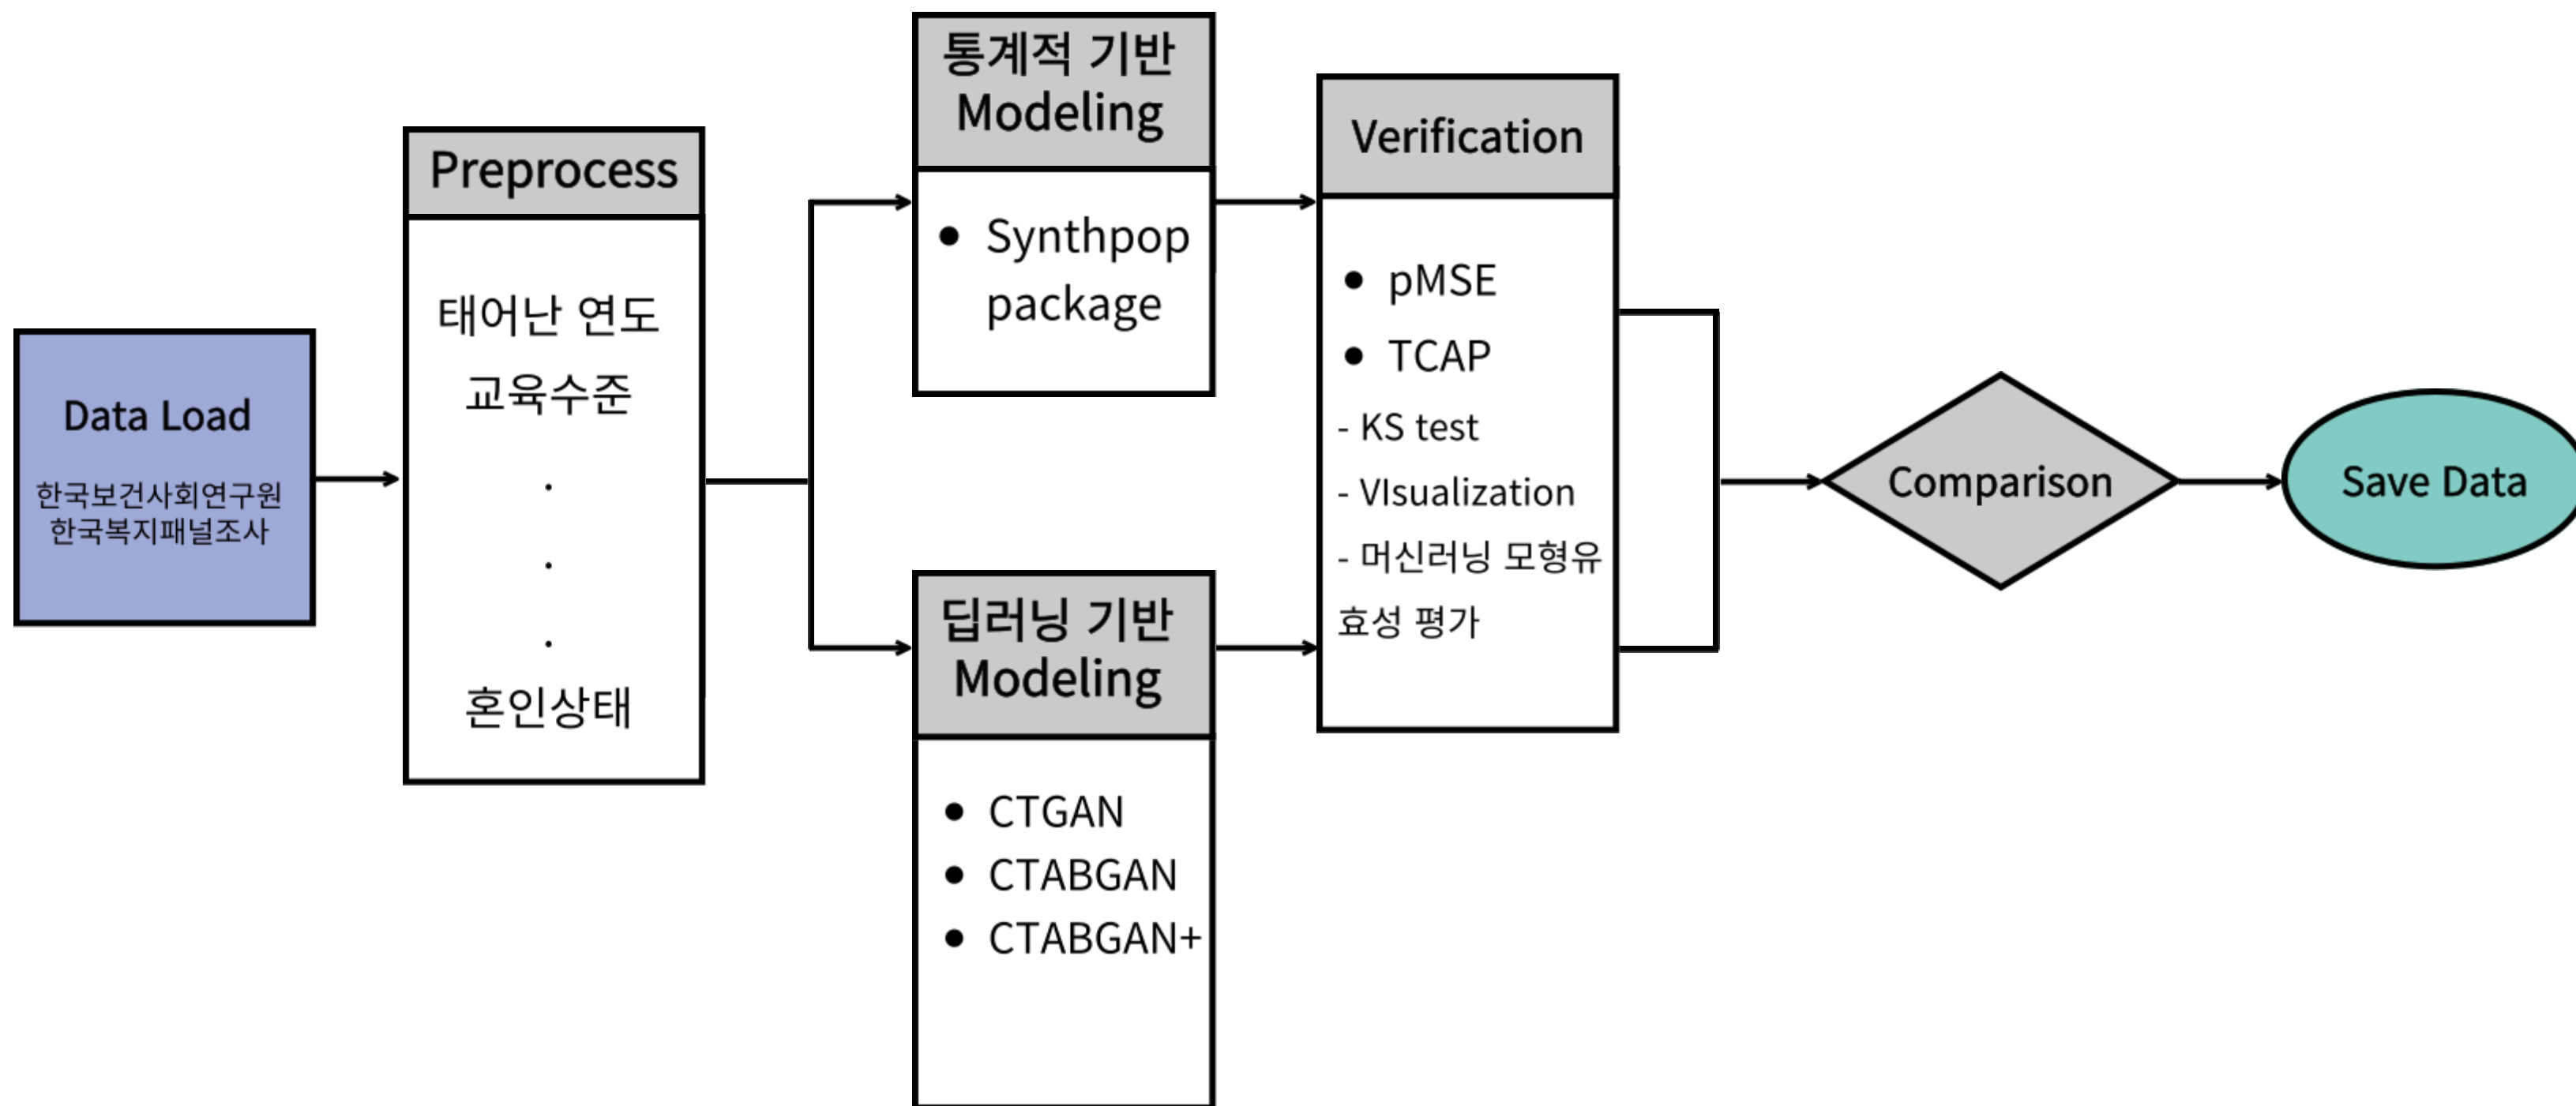 Data Load
한국보건사회연구원
한국복지패널조사
Preprocess
태어난 연도
교육수준
.
.
.
혼인상태
통계적 기반
Modeling
● Synthpop
package
딥러닝 기반
Modeling
● CTGAN
● CTABGAN
● CTABGAN+
Verification
● pMSE
● TCAP
- KS test
- VIsualization
- 머신러닝 모형유
효성 평가
Comparison
Save Data